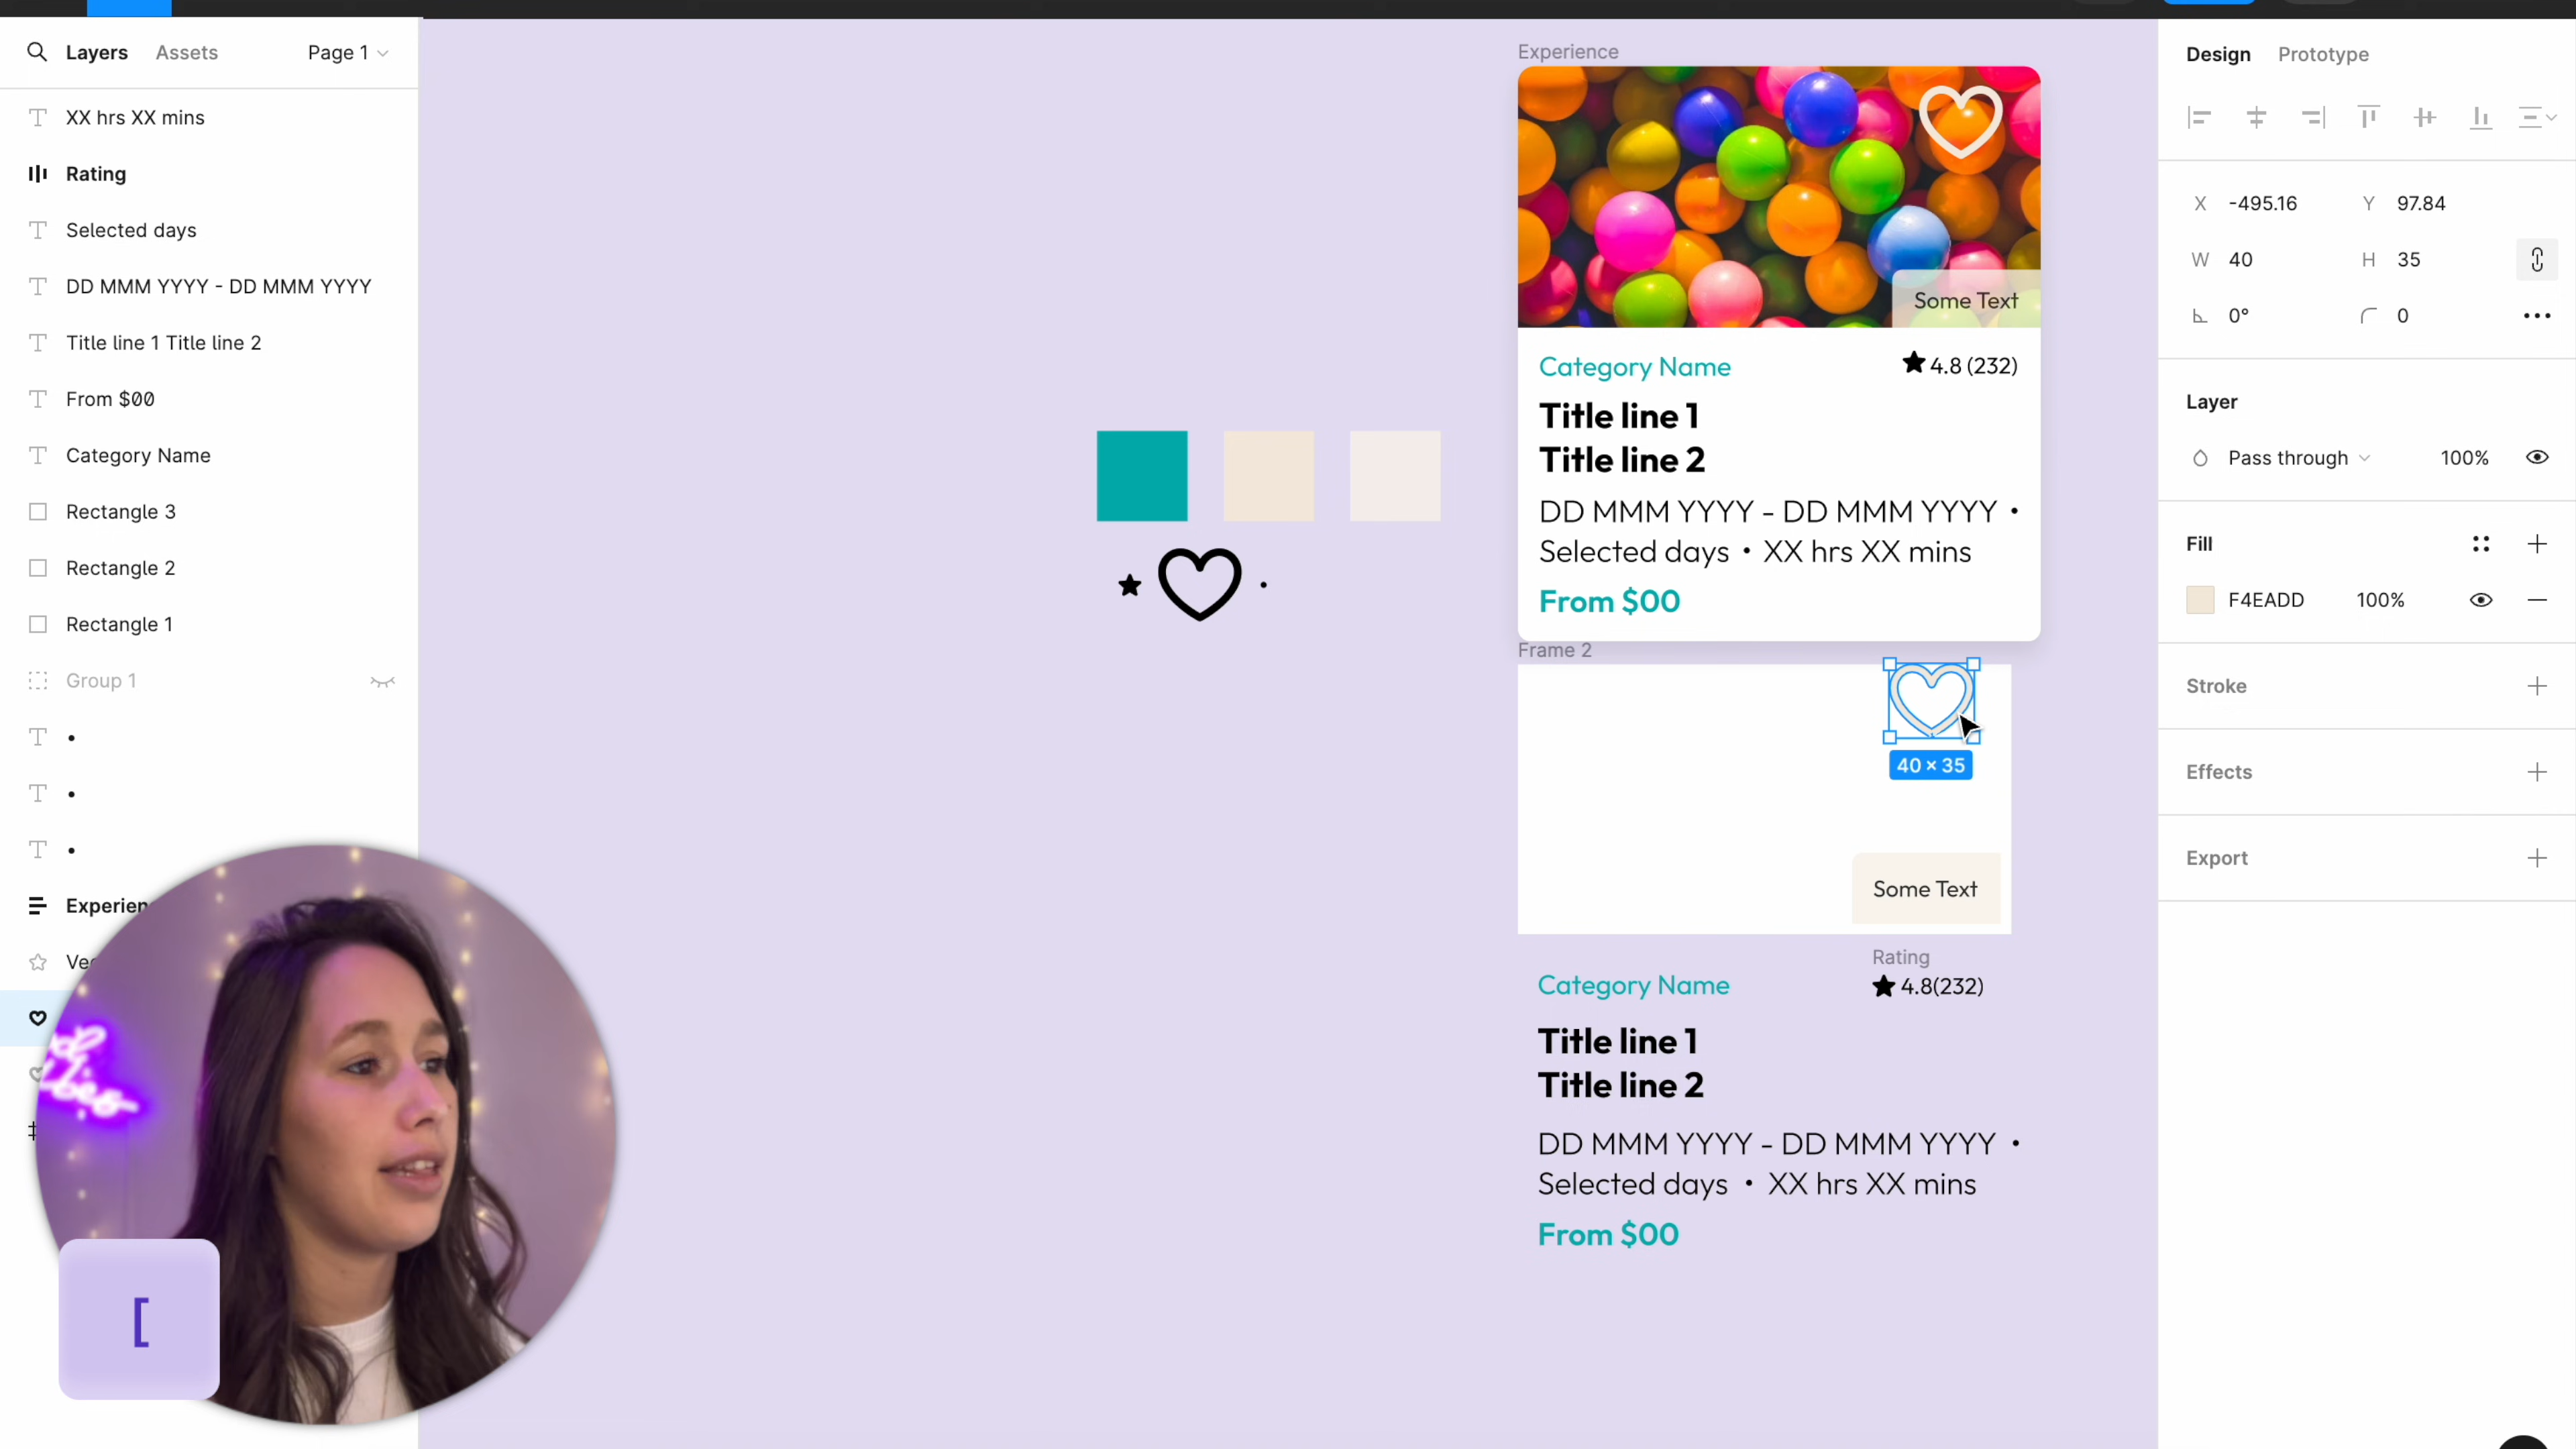 Layers Assets Page 1
XX hrs XX mins
Rating
Selected days
DD MMM YYYY - DD MMM YYYY
Title line 1 Title line 2
From $00
Category Name
Rectangle 3
Rectangle 2
Rectangle 1
Group 1
•
•
•
Experien
Vec
[
Experience
Some Text
Category Name ★ 4.8 (232)
Title line 1
Title line 2
DD MMM YYYY - DD MMM YYYY •
Selected days • XX hrs XX mins
From $00
Frame 2
40 × 35
Some Text
Rating
Category Name ★ 4.8(232)
Title line 1
Title line 2
DD MMM YYYY - DD MMM YYYY •
Selected days • XX hrs XX mins
From $00
Design Prototype
X -495.16 Y 97.84
W 40 H 35
0° 0
Layer
Pass through 100%
Fill
F4EADD 100%
Stroke
Effects
Export